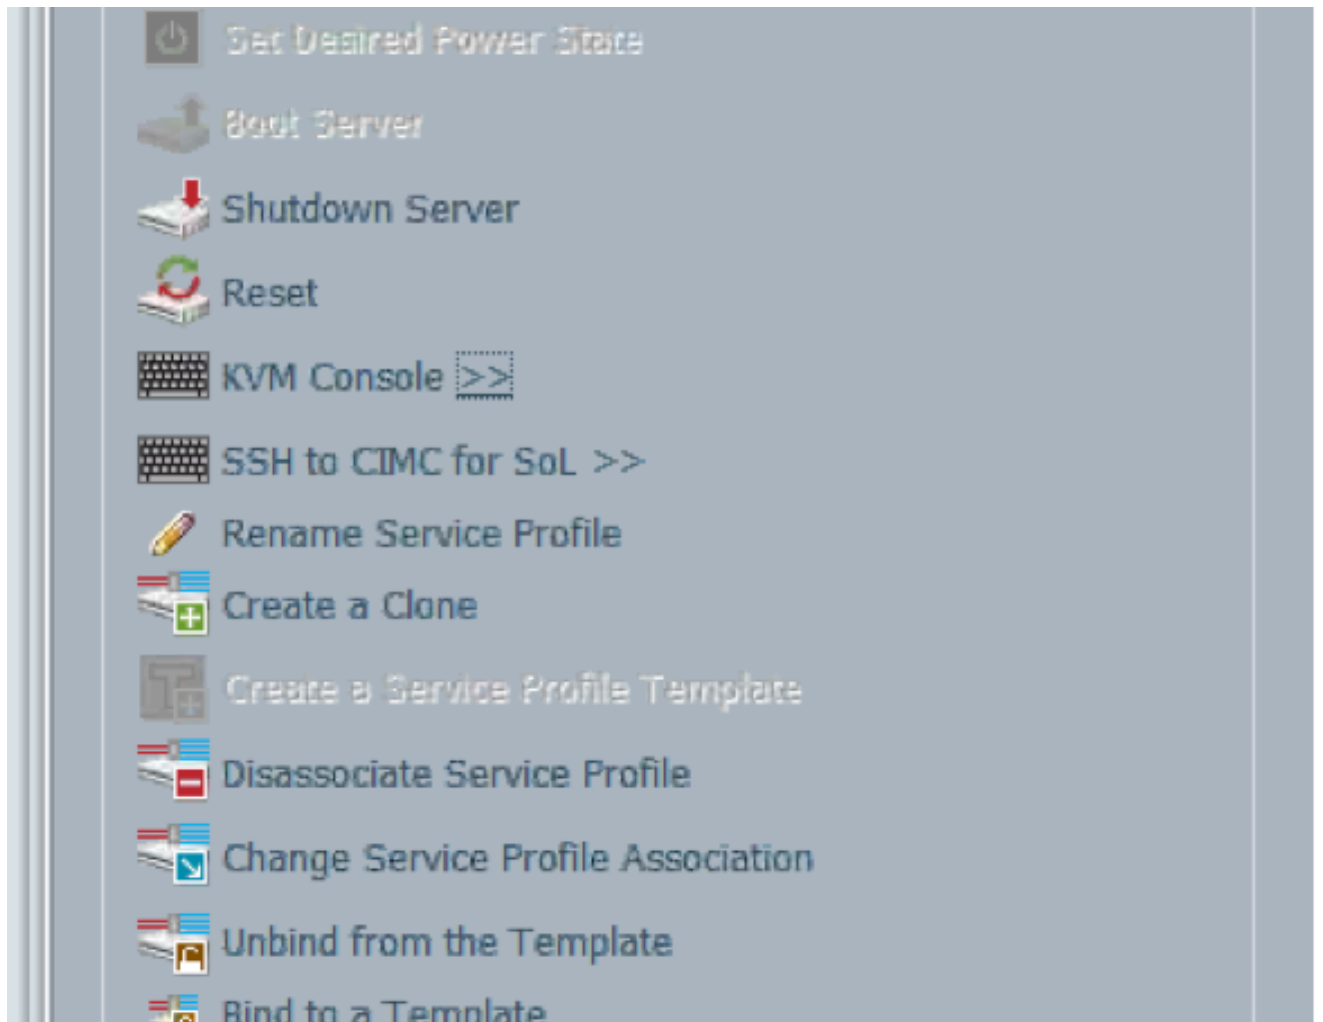 Set Desired Power State
Boot Server
Shutdown Server
Reset
KVM Console >>
SSH to CIMC for SoL >>
Rename Service Profile
Create a Clone
Create a Service Profile Template
Disassociate Service Profile
Change Service Profile Association
Unbind from the Template
Bind to a Template